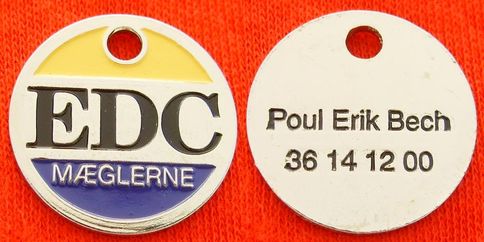 EDC
MÆGLERNE
Poul Erik Bech
36 14 12 00